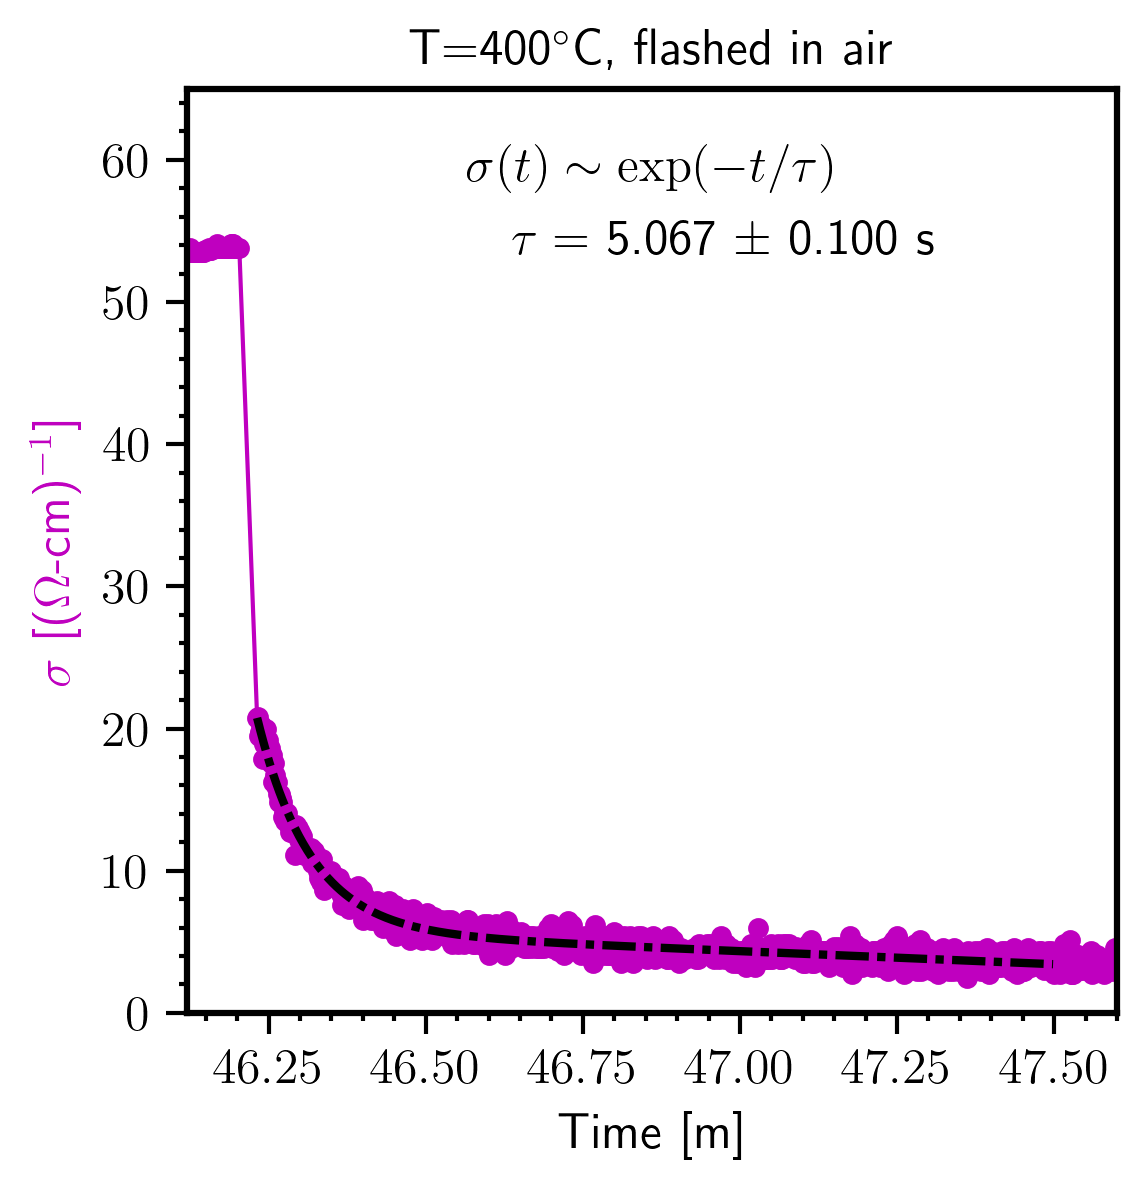 T=400°C, flashed in air
σ(t) ∼ exp(−t/τ)
τ = 5.067 ± 0.100 s
σ [(Ω-cm)⁻¹]
60
50
40
30
20
10
0
46.25 46.50 46.75 47.00 47.25 47.50
Time [m]